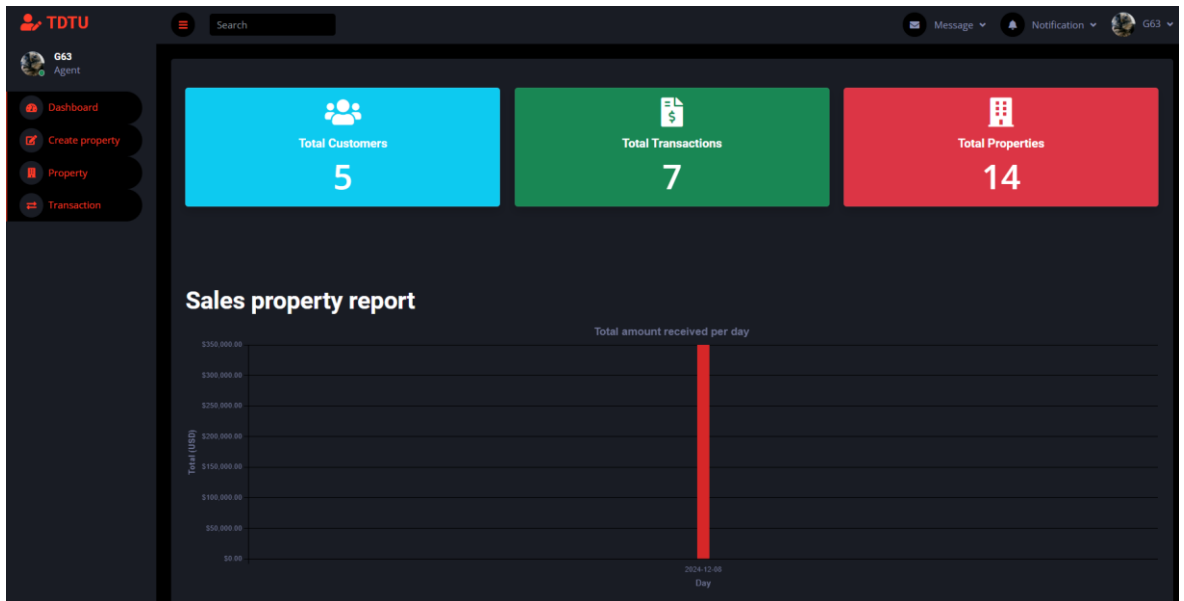 TDTU
Search
Message
Notification
G63
G63
Agent
Dashboard
Create property
Property
Transaction
Total Customers
5
Total Transactions
7
Total Properties
14
Sales property report
Total amount received per day
$350,000.00
$300,000.00
$250,000.00
$200,000.00
$150,000.00
$100,000.00
$50,000.00
$0.00
Total (USD)
2024-12-08
Day